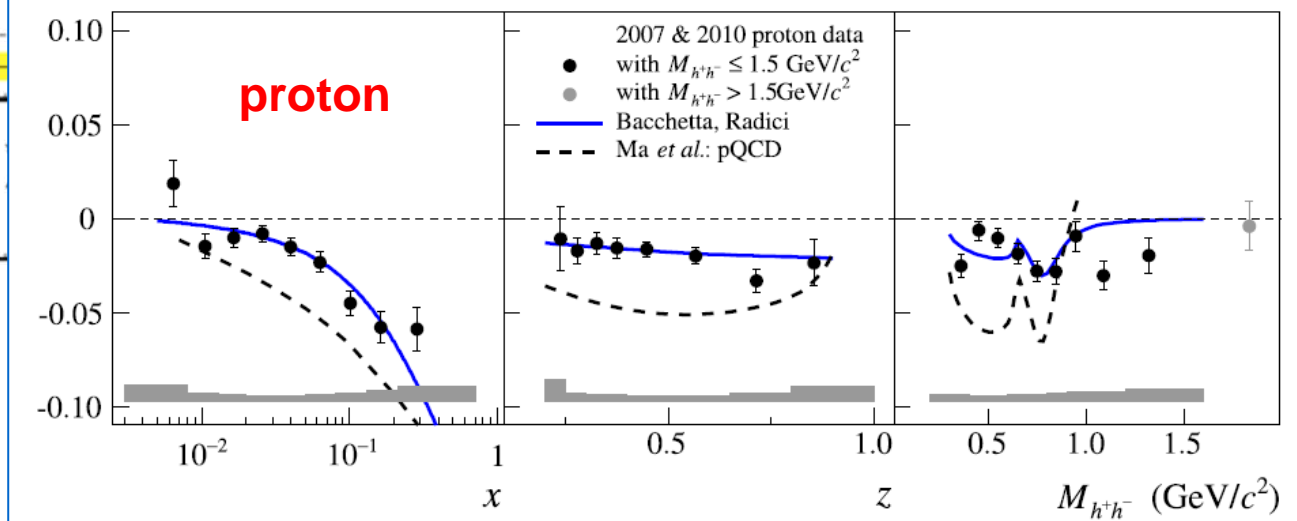 0.10
0.05
0
-0.05
-0.10
proton
2007 & 2010 proton data
with M_{h⁺h⁻} ≤ 1.5 GeV/c²
with M_{h⁺h⁻} > 1.5GeV/c²
Bacchetta, Radici
Ma et al.: pQCD
10⁻² 10⁻¹ 1
x
0.5 1.0
z
0.5 1.0 1.5
M_{h⁺h⁻} (GeV/c²)